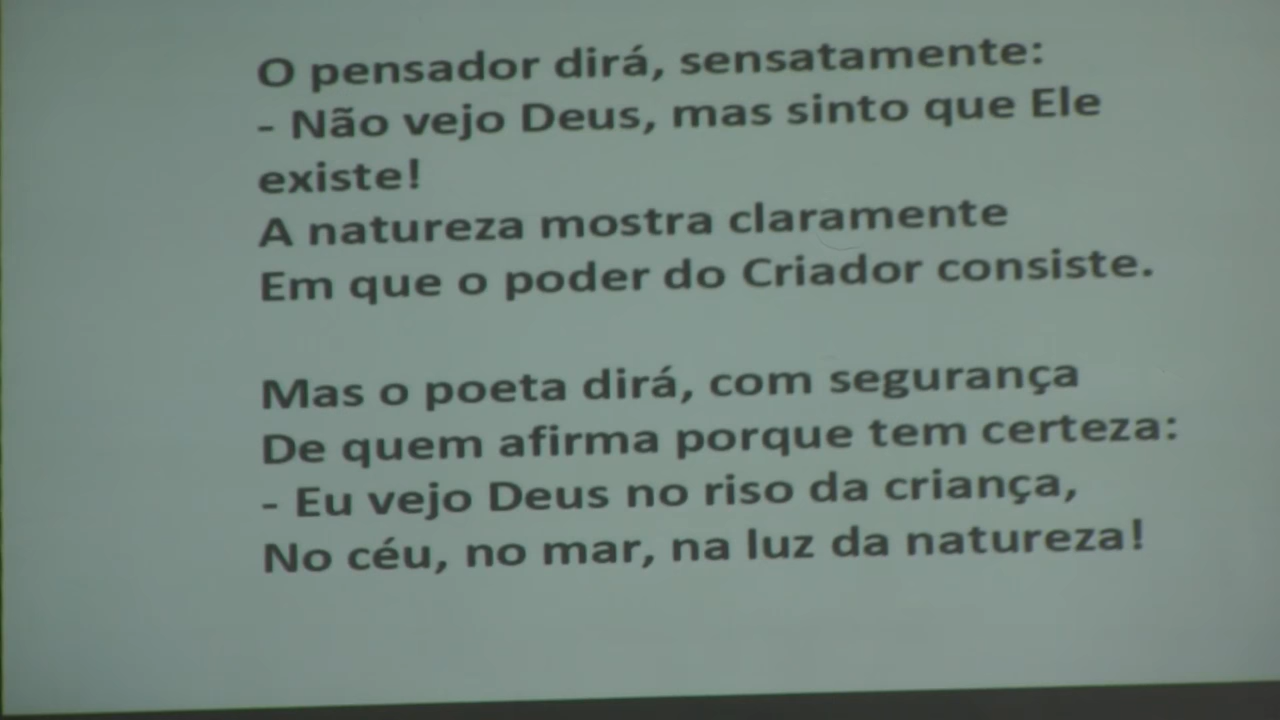 O pensador dirá, sensatamente:
- Não vejo Deus, mas sinto que Ele
existe!
A natureza mostra claramente
Em que o poder do Criador consiste.
Mas o poeta dirá, com segurança
De quem afirma porque tem certeza:
- Eu vejo Deus no riso da criança,
No céu, no mar, na luz da natureza!